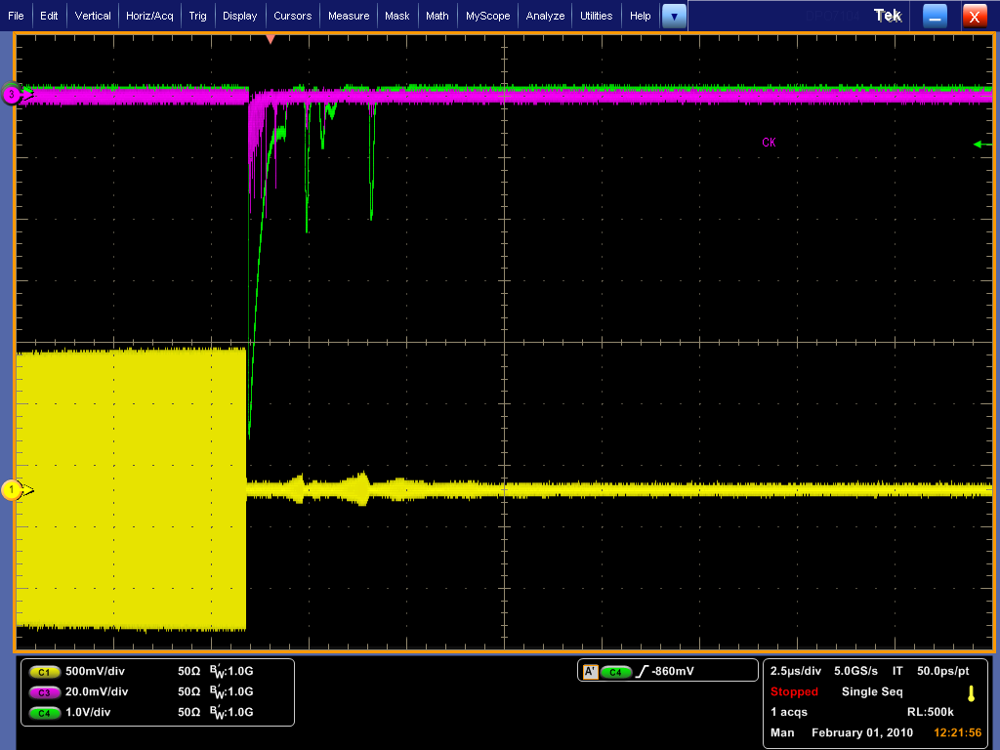 File Edit Vertical Horiz/Acq Trig Display Cursors Measure Mask Math MyScope Analyze Utilities Help Tek X
3
CK
1
C1 500mV/div 50Ω BW:1.0G
C3 20.0mV/div 50Ω BW:1.0G
C4 1.0V/div 50Ω BW:1.0G
A' C4 -860mV
2.5µs/div 5.0GS/s IT 50.0ps/pt
Stopped Single Seq
1 acqs RL:500k
Man February 01, 2010 12:21:56